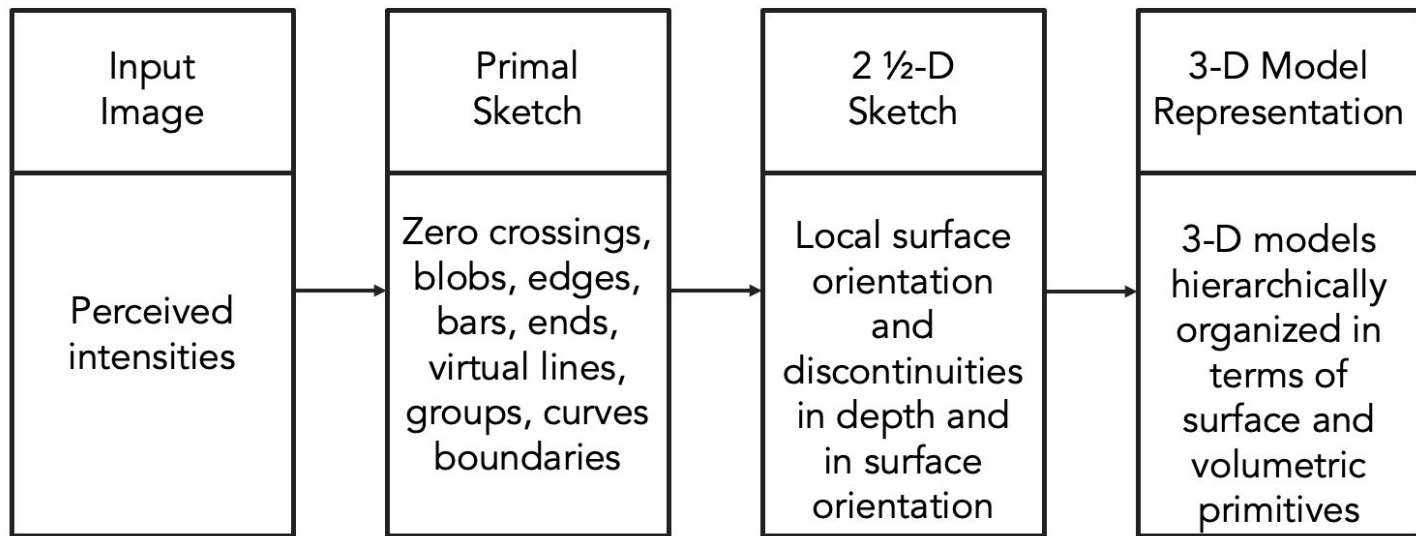 Input
Image
Perceived
intensities
Primal
Sketch
Zero crossings,
blobs, edges,
bars, ends,
virtual lines,
groups, curves
boundaries
2 ½-D
Sketch
Local surface
orientation
and
discontinuities
in depth and
in surface
orientation
3-D Model
Representation
3-D models
hierarchically
organized in
terms of
surface and
volumetric
primitives